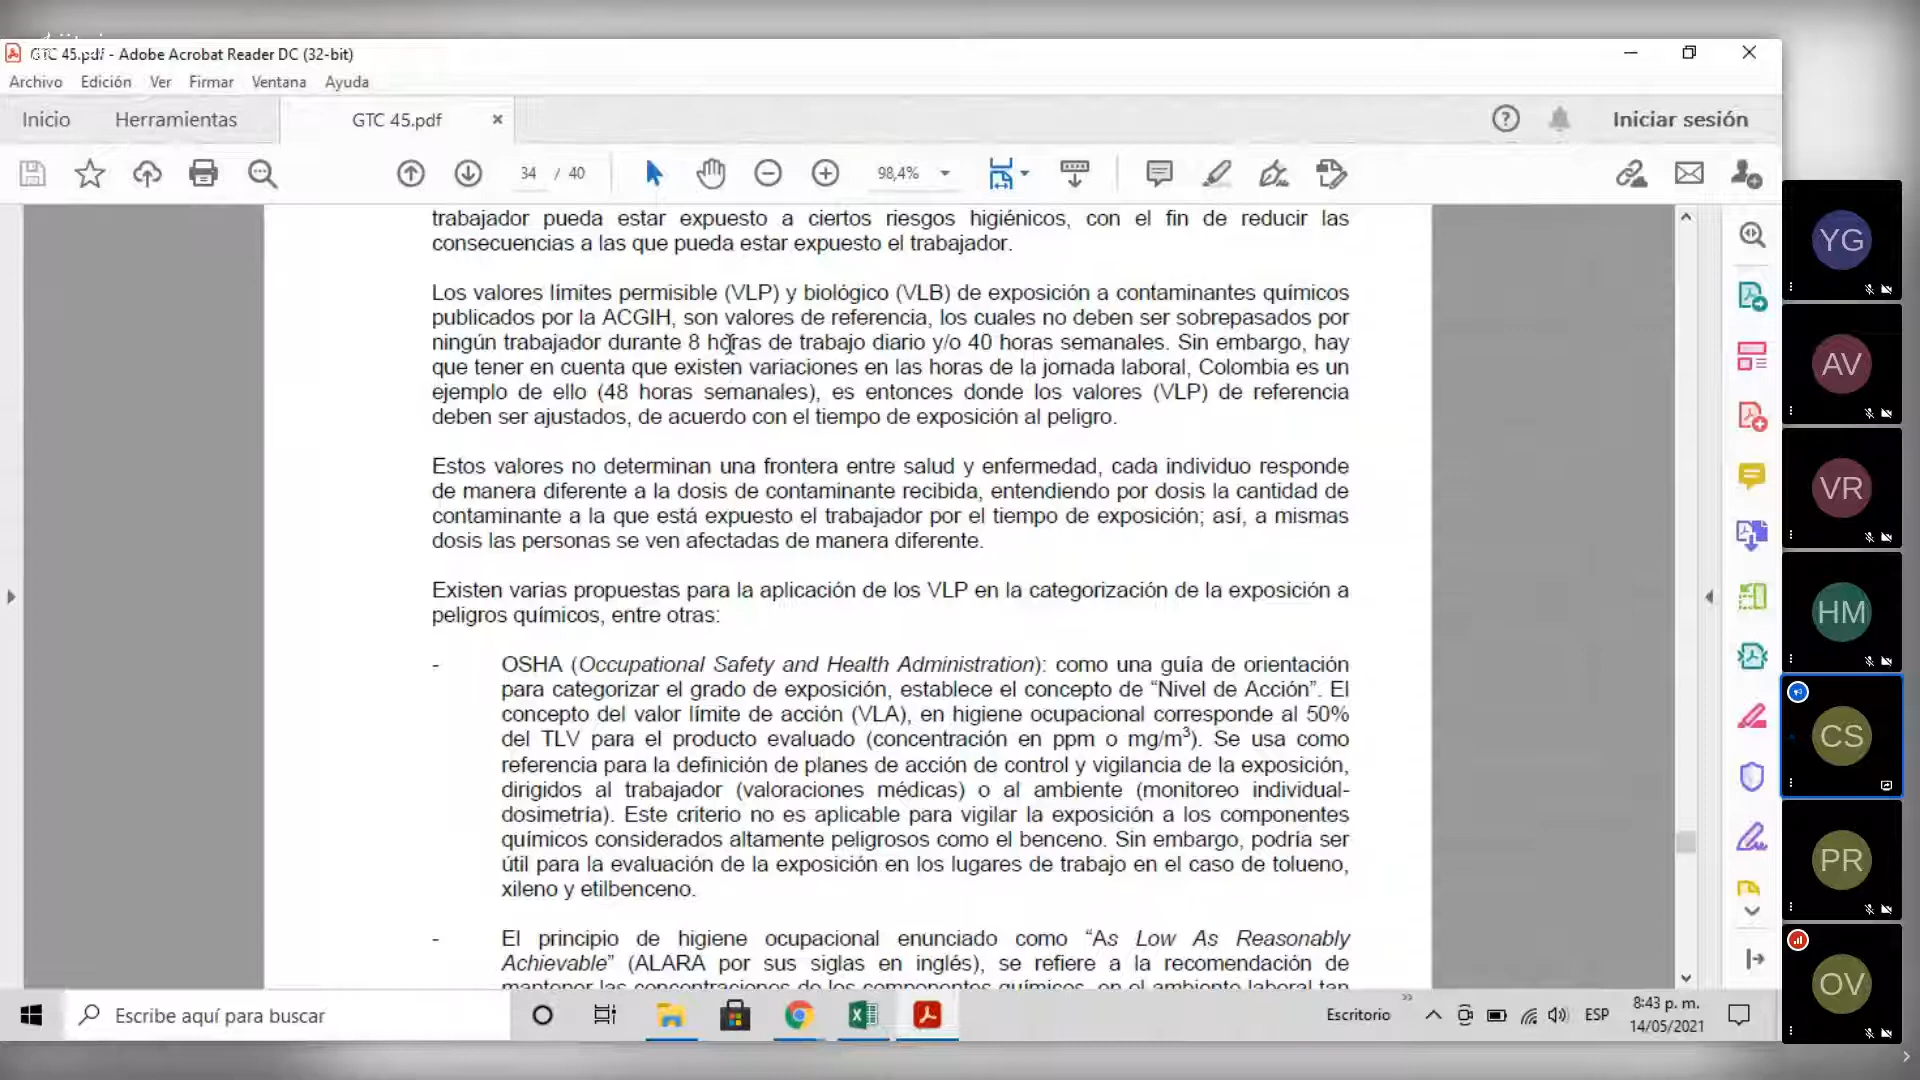 GTC 45.pdf - Adobe Acrobat Reader DC (32-bit)
Archivo Edición Ver Firmar Ventana Ayuda
Inicio Herramientas GTC 45.pdf × Iniciar sesión
34 / 40 98,4%
trabajador pueda estar expuesto a ciertos riesgos higiénicos, con el fin de reducir las
consecuencias a las que pueda estar expuesto el trabajador.
Los valores límites permisible (VLP) y biológico (VLB) de exposición a contaminantes químicos
publicados por la ACGIH, son valores de referencia, los cuales no deben ser sobrepasados por
ningún trabajador durante 8 horas de trabajo diario y/o 40 horas semanales. Sin embargo, hay
que tener en cuenta que existen variaciones en las horas de la jornada laboral, Colombia es un
ejemplo de ello (48 horas semanales), es entonces donde los valores (VLP) de referencia
deben ser ajustados, de acuerdo con el tiempo de exposición al peligro.
Estos valores no determinan una frontera entre salud y enfermedad, cada individuo responde
de manera diferente a la dosis de contaminante recibida, entendiendo por dosis la cantidad de
contaminante a la que está expuesto el trabajador por el tiempo de exposición; así, a mismas
dosis las personas se ven afectadas de manera diferente.
Existen varias propuestas para la aplicación de los VLP en la categorización de la exposición a
peligros químicos, entre otras:
- OSHA (Occupational Safety and Health Administration): como una guía de orientación
para categorizar el grado de exposición, establece el concepto de “Nivel de Acción”. El
concepto del valor límite de acción (VLA), en higiene ocupacional corresponde al 50%
del TLV para el producto evaluado (concentración en ppm o mg/m³). Se usa como
referencia para la definición de planes de acción de control y vigilancia de la exposición,
dirigidos al trabajador (valoraciones médicas) o al ambiente (monitoreo individual-
dosimetría). Este criterio no es aplicable para vigilar la exposición a los componentes
químicos considerados altamente peligrosos como el benceno. Sin embargo, podría ser
útil para la evaluación de la exposición en los lugares de trabajo en el caso de tolueno,
xileno y etilbenceno.
- El principio de higiene ocupacional enunciado como “As Low As Reasonably
Achievable” (ALARA por sus siglas en inglés), se refiere a la recomendación de
mantener las concentraciones de los componentes químicos, en el ambiente laboral tan
YG
AV
VR
HM
CS
PR
OV
Escribe aquí para buscar
Escritorio ESP 8:43 p. m.
14/05/2021